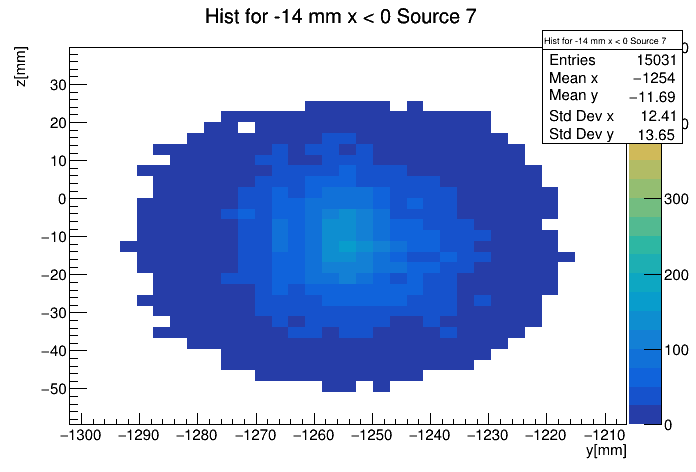 Hist for -14 mm x < 0 Source 7
z[mm]
Hist for -14 mm x < 0 Source 7
Entries 15031
Mean x −1254
Mean y −11.69
Std Dev x 12.41
Std Dev y 13.65
30
20
10
0
−10
−20
−30
−40
−50
300
200
100
0
−1300 −1290 −1280 −1270 −1260 −1250 −1240 −1230 −1220 −1210
y[mm]